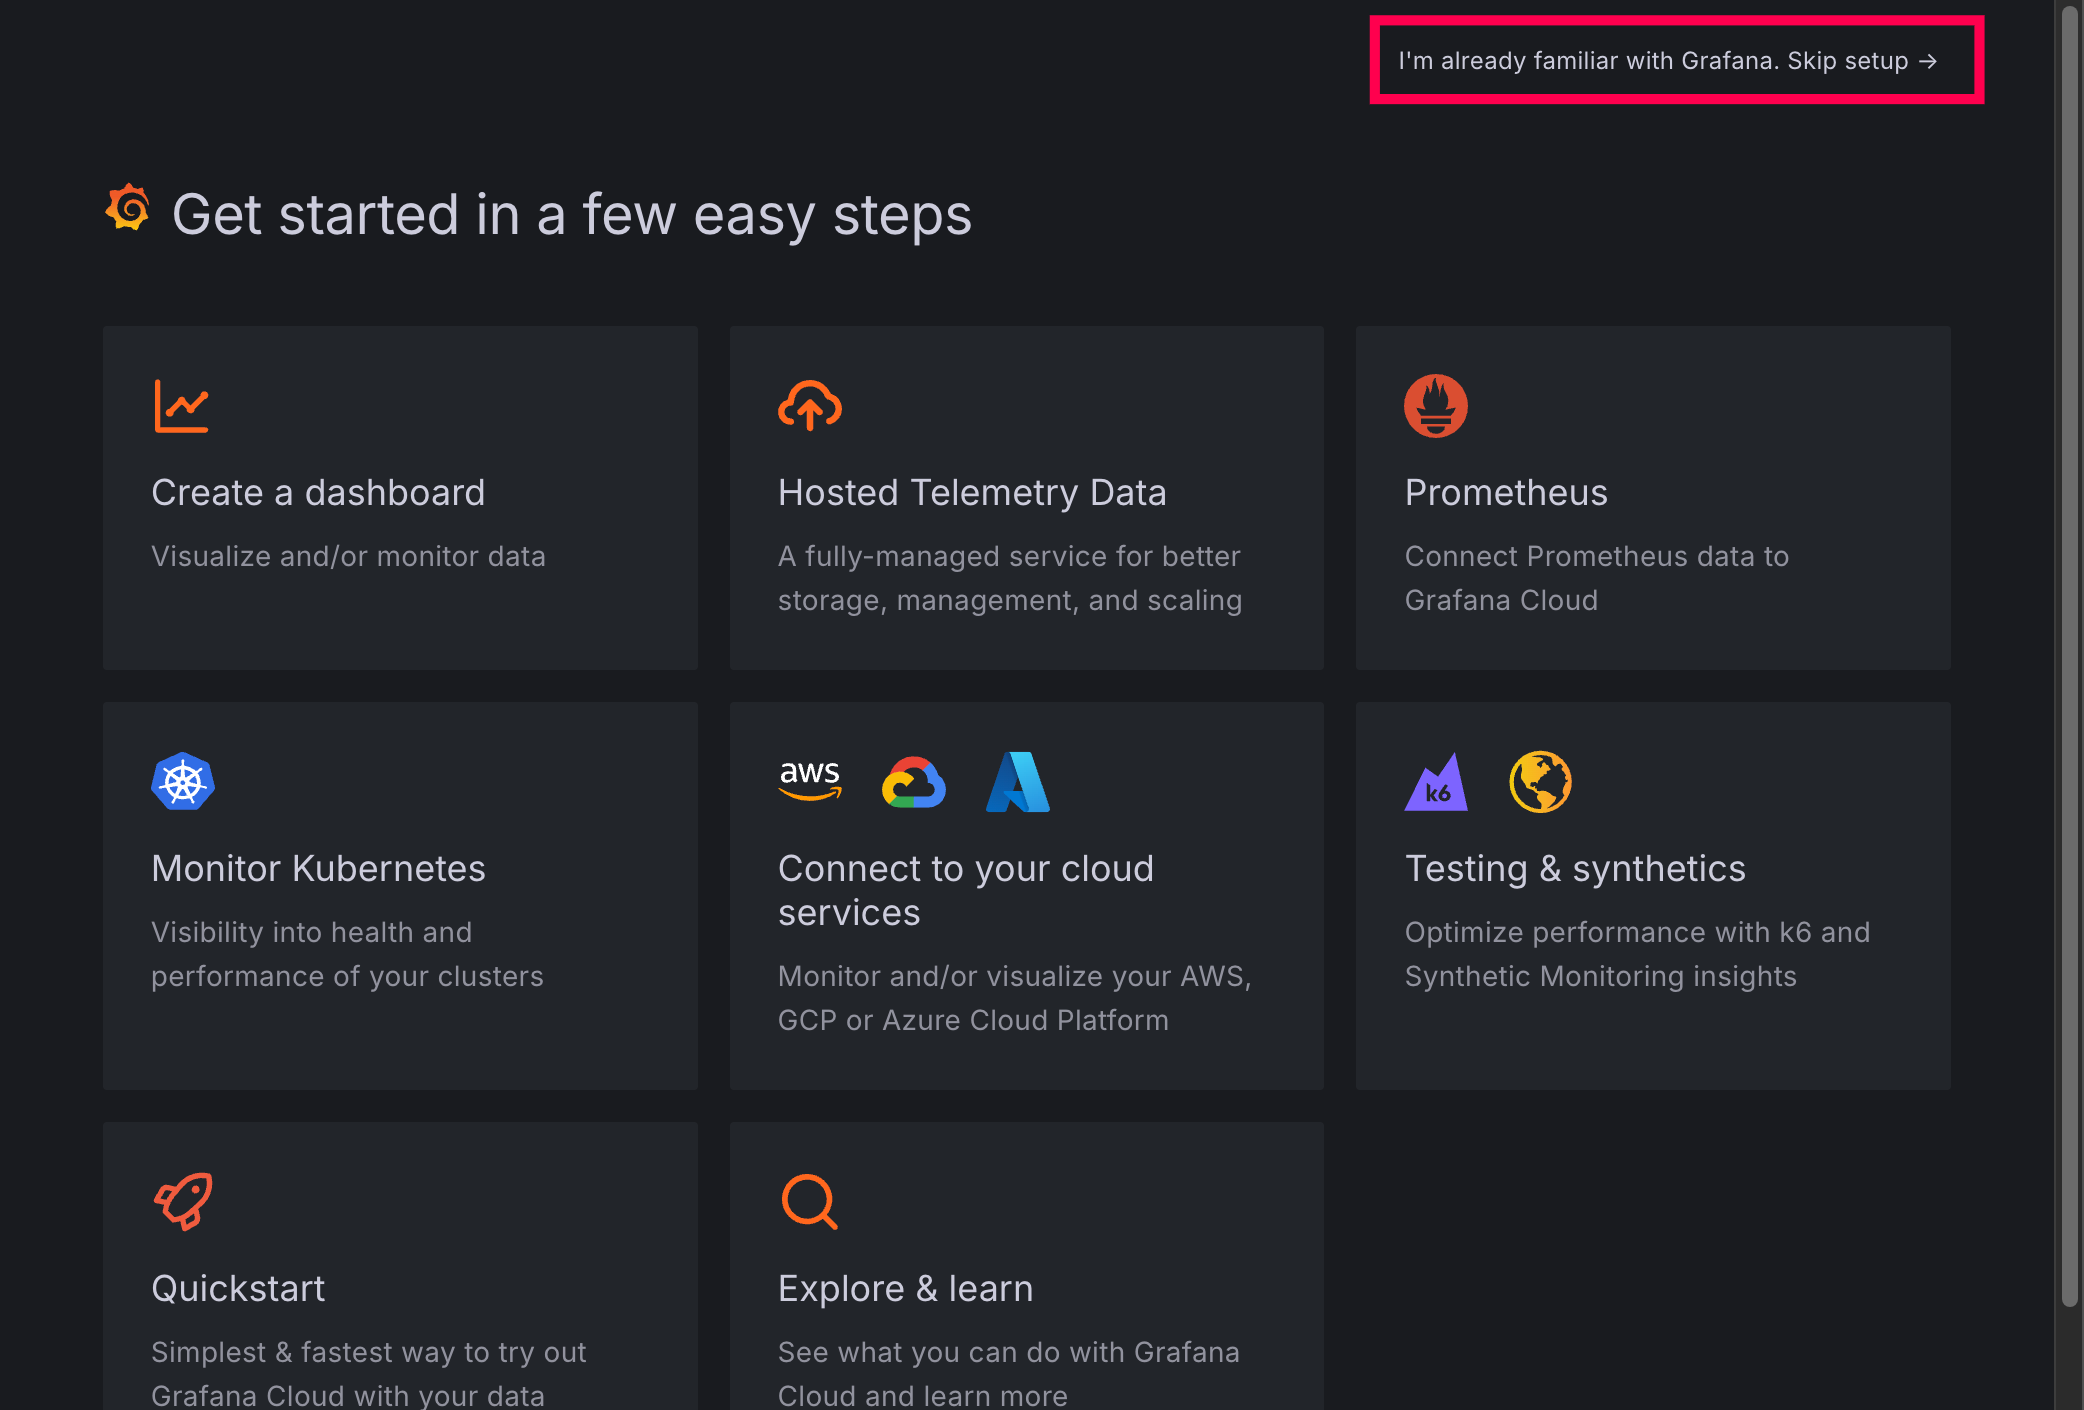 I'm already familiar with Grafana. Skip setup →
Get started in a few easy steps
Create a dashboard
Visualize and/or monitor data
Hosted Telemetry Data
A fully-managed service for better
storage, management, and scaling
Prometheus
Connect Prometheus data to
Grafana Cloud
Monitor Kubernetes
Visibility into health and
performance of your clusters
aws
Connect to your cloud
services
Monitor and/or visualize your AWS,
GCP or Azure Cloud Platform
k6
Testing & synthetics
Optimize performance with k6 and
Synthetic Monitoring insights
Quickstart
Simplest & fastest way to try out
Grafana Cloud with your data
Explore & learn
See what you can do with Grafana
Cloud and learn more